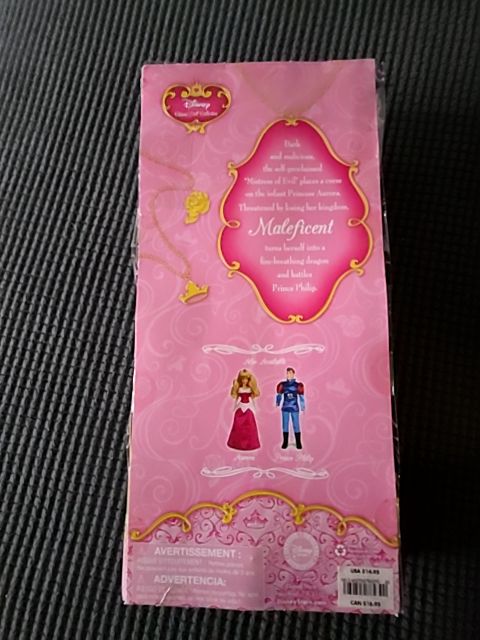 Disney
Dark
and malicious,
the self-proclaimed
"Mistress of Evil" places a curse
on the infant Princess Aurora.
Threatened by losing her kingdom,
Maleficent
turns herself into a
fire-breathing dragon
and battles
Prince Philip.
Also Available
Aurora
Prince Philip
AVERTISSEMENT :
ADVERTENCIA:
USA $14.95
CAN $16.95